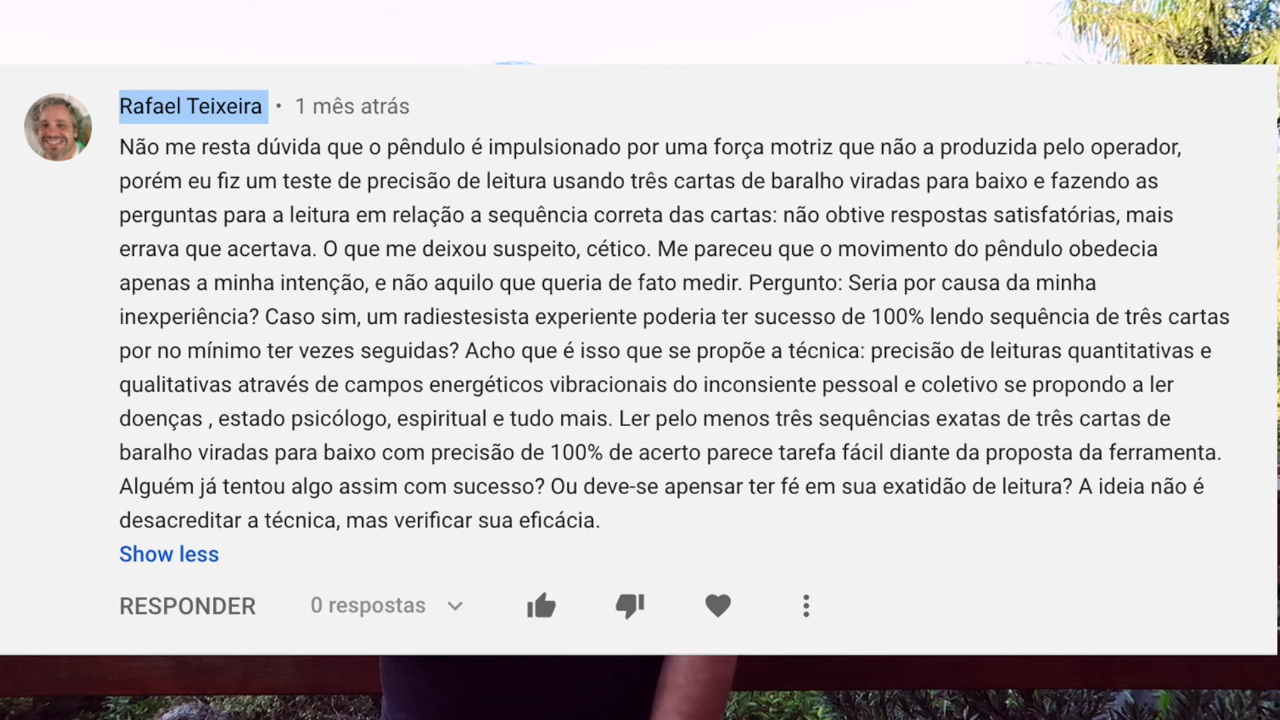 Rafael Teixeira • 1 mês atrás
Não me resta dúvida que o pêndulo é impulsionado por uma força motriz que não a produzida pelo operador,
porém eu fiz um teste de precisão de leitura usando três cartas de baralho viradas para baixo e fazendo as
perguntas para a leitura em relação a sequência correta das cartas: não obtive respostas satisfatórias, mais
errava que acertava. O que me deixou suspeito, cético. Me pareceu que o movimento do pêndulo obedecia
apenas a minha intenção, e não aquilo que queria de fato medir. Pergunto: Seria por causa da minha
inexperiência? Caso sim, um radiestesista experiente poderia ter sucesso de 100% lendo sequência de três cartas
por no mínimo ter vezes seguidas? Acho que é isso que se propõe a técnica: precisão de leituras quantitativas e
qualitativas através de campos energéticos vibracionais do inconsiente pessoal e coletivo se propondo a ler
doenças , estado psicólogo, espiritual e tudo mais. Ler pelo menos três sequências exatas de três cartas de
baralho viradas para baixo com precisão de 100% de acerto parece tarefa fácil diante da proposta da ferramenta.
Alguém já tentou algo assim com sucesso? Ou deve-se apensar ter fé em sua exatidão de leitura? A ideia não é
desacreditar a técnica, mas verificar sua eficácia.
Show less
RESPONDER 0 respostas